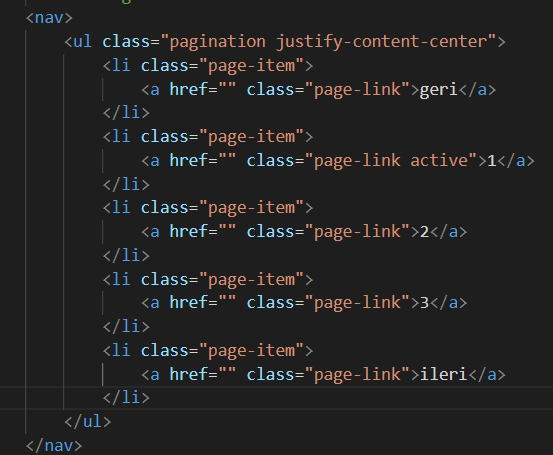 <nav>
<ul class="pagination justify-content-center">
<li class="page-item">
<a href="" class="page-link">geri</a>
</li>
<li class="page-item">
<a href="" class="page-link active">1</a>
</li>
<li class="page-item">
<a href="" class="page-link">2</a>
</li>
<li class="page-item">
<a href="" class="page-link">3</a>
</li>
<li class="page-item">
<a href="" class="page-link">ileri</a>
</li>
</ul>
</nav>